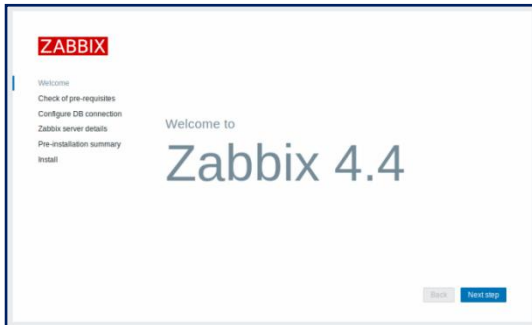 ZABBIX
Welcome
Check of pre-requisites
Configure DB connection
Zabbix server details
Pre-installation summary
Install
Welcome to
Zabbix 4.4
Back
Next step